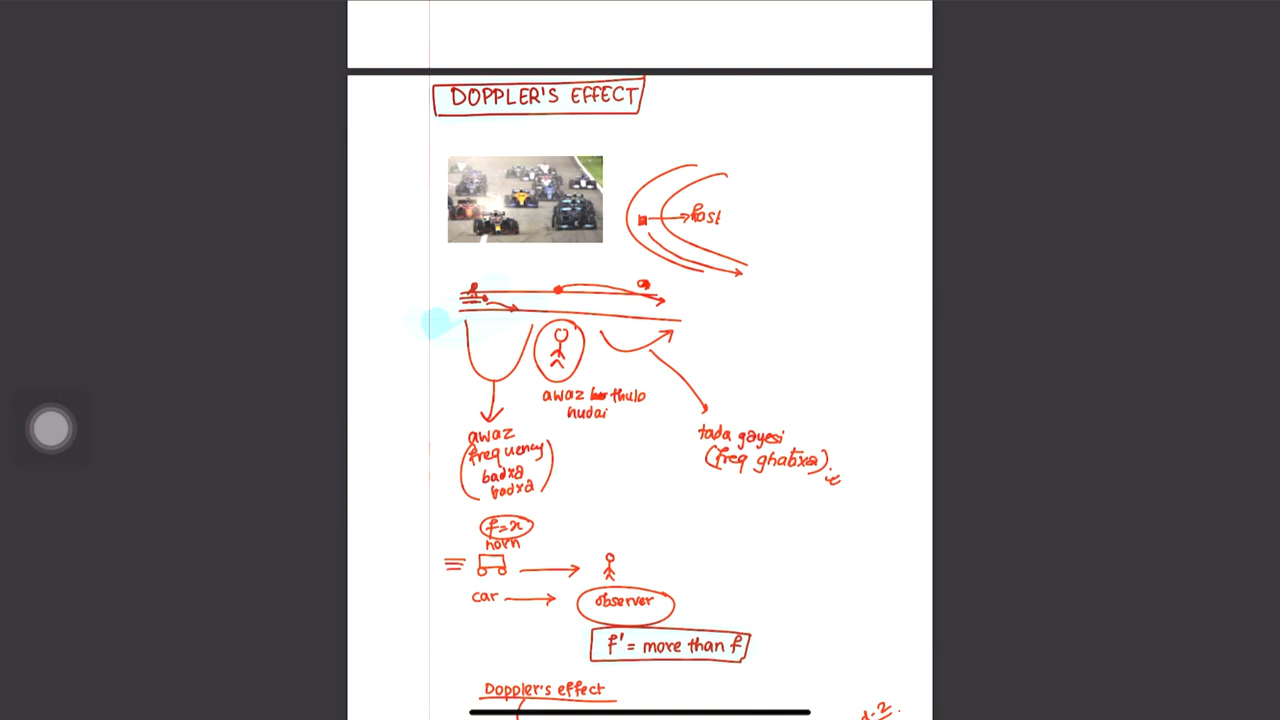 DOPPLER'S EFFECT
fast
awaz thulo
hudai
awaz
(frequency
badxa
badxa)
tada gayesi
(freq ghatxa)
f=x
horn
car
observer
f' = more than f
Doppler's effect